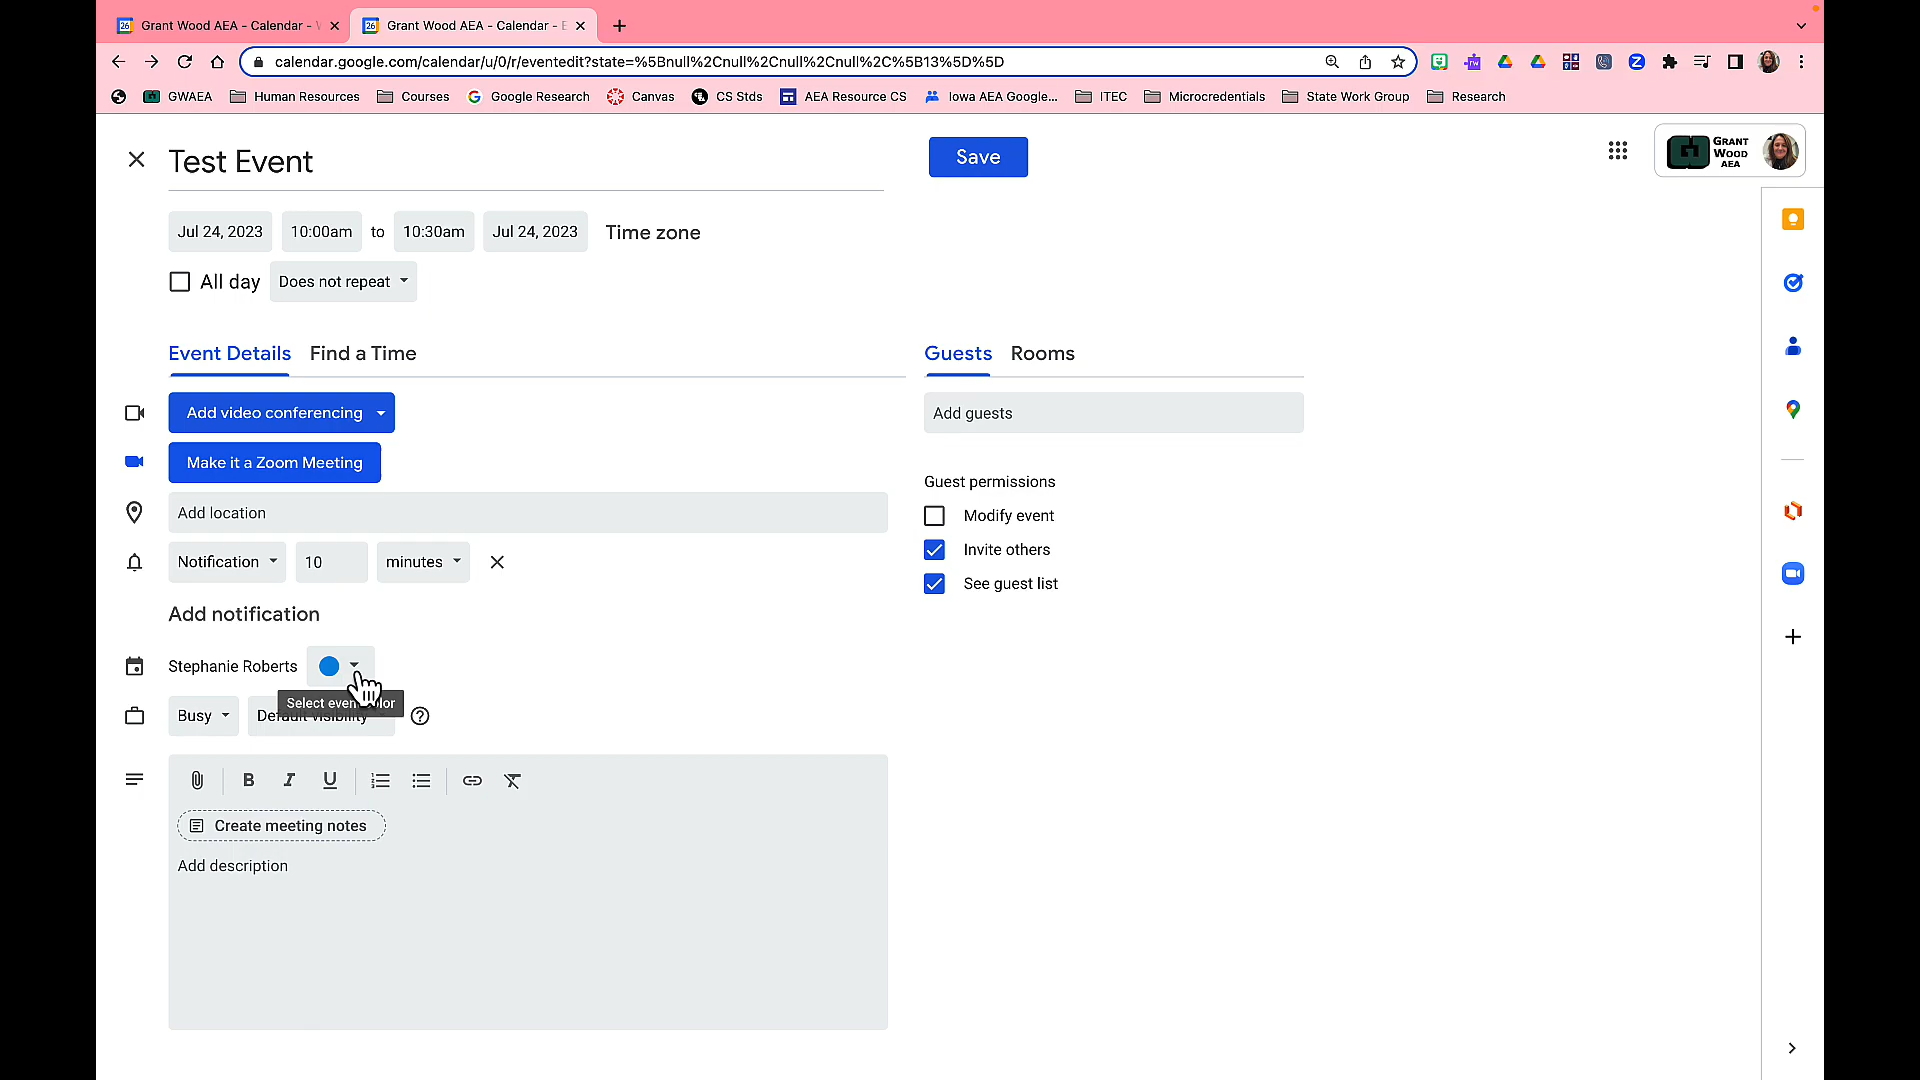 Grant Wood AEA - Calendar -
Grant Wood AEA - Calendar - E
calendar.google.com/calendar/u/0/r/eventedit?state=%5Bnull%2Cnull%2Cnull%2Cnull%2C%5B13%5D%5D
GWAEA Human Resources Courses Google Research Canvas CS Stds AEA Resource CS Iowa AEA Google... ITEC Microcredentials State Work Group Research
Test Event
Save
GRANT
WOOD
AEA
Jul 24, 2023 10:00am to 10:30am Jul 24, 2023 Time zone
All day Does not repeat
Event Details Find a Time
Guests Rooms
Add video conferencing
Add guests
Make it a Zoom Meeting
Guest permissions
Add location
Modify event
Invite others
Notification 10 minutes
See guest list
Add notification
Stephanie Roberts
Select event color
Busy Default visibility
B I U
Create meeting notes
Add description